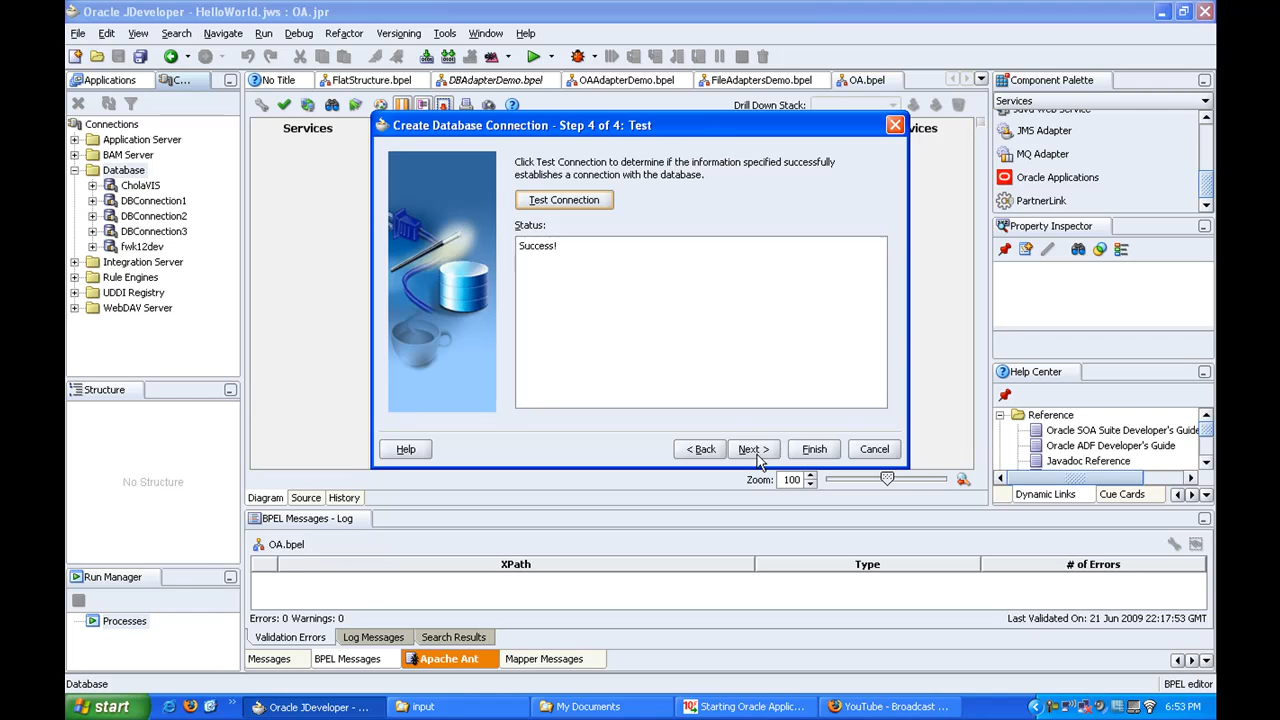 Oracle JDeveloper - HelloWorld.jws : OA.jpr
File Edit View Search Navigate Run Debug Refactor Versioning Tools Window Help
Applications C...
No Title FlatStructure.bpel DBAdapterDemo.bpel OAAdapterDemo.bpel FileAdaptersDemo.bpel OA.bpel
Component Palette
Services
Drill Down Stack:
JMS Adapter
MQ Adapter
Oracle Applications
PartnerLink
Connections
Application Server
BAM Server
Database
CholaVIS
DBConnection1
DBConnection2
DBConnection3
fwk12dev
Integration Server
Rule Engines
UDDI Registry
WebDAV Server
Services
Create Database Connection - Step 4 of 4: Test
Click Test Connection to determine if the information specified successfully
establishes a connection with the database.
Test Connection
Status:
Success!
Help < Back Next > Finish Cancel
Property Inspector
Help Center
Reference
Oracle SOA Suite Developer's Guide
Oracle ADF Developer's Guide
Javadoc Reference
Dynamic Links Cue Cards
Structure
No Structure
Zoom: 100
Diagram Source History
BPEL Messages - Log
OA.bpel
XPath Type # of Errors
Errors: 0 Warnings: 0 Last Validated On: 21 Jun 2009 22:17:53 GMT
Validation Errors Log Messages Search Results
Messages BPEL Messages Apache Ant Mapper Messages
Run Manager
Processes
Database BPEL editor
start Oracle JDeveloper - ... input My Documents Starting Oracle Applic... YouTube - Broadcast ... 6:53 PM